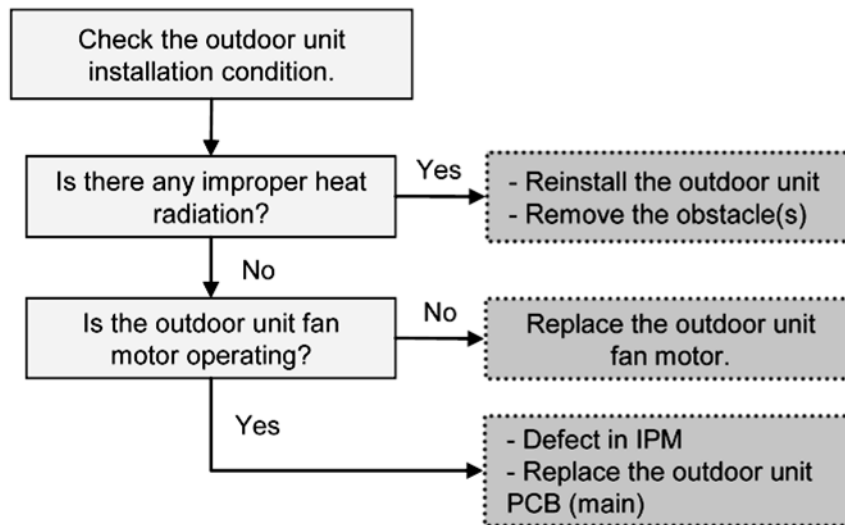 Check the outdoor unit
installation condition.
Is there any improper heat
radiation?
Yes
- Reinstall the outdoor unit
- Remove the obstacle(s)
No
Is the outdoor unit fan
motor operating?
No
Replace the outdoor unit
fan motor.
Yes
- Defect in IPM
- Replace the outdoor unit
PCB (main)